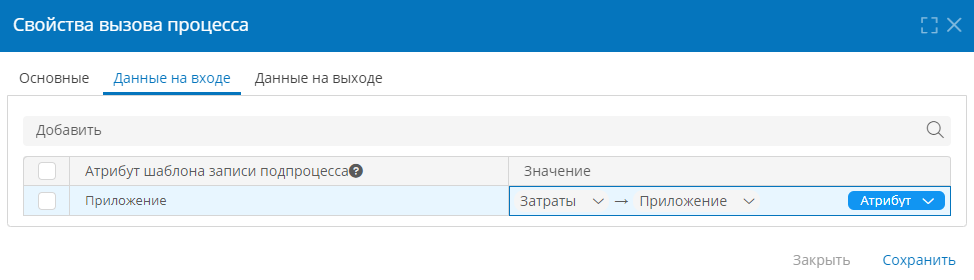 Свойства вызова процесса
Основные Данные на входе Данные на выходе
Добавить
Атрибут шаблона записи подпроцесса ? Значение
Приложение Затраты → Приложение Атрибут
Закрыть Сохранить